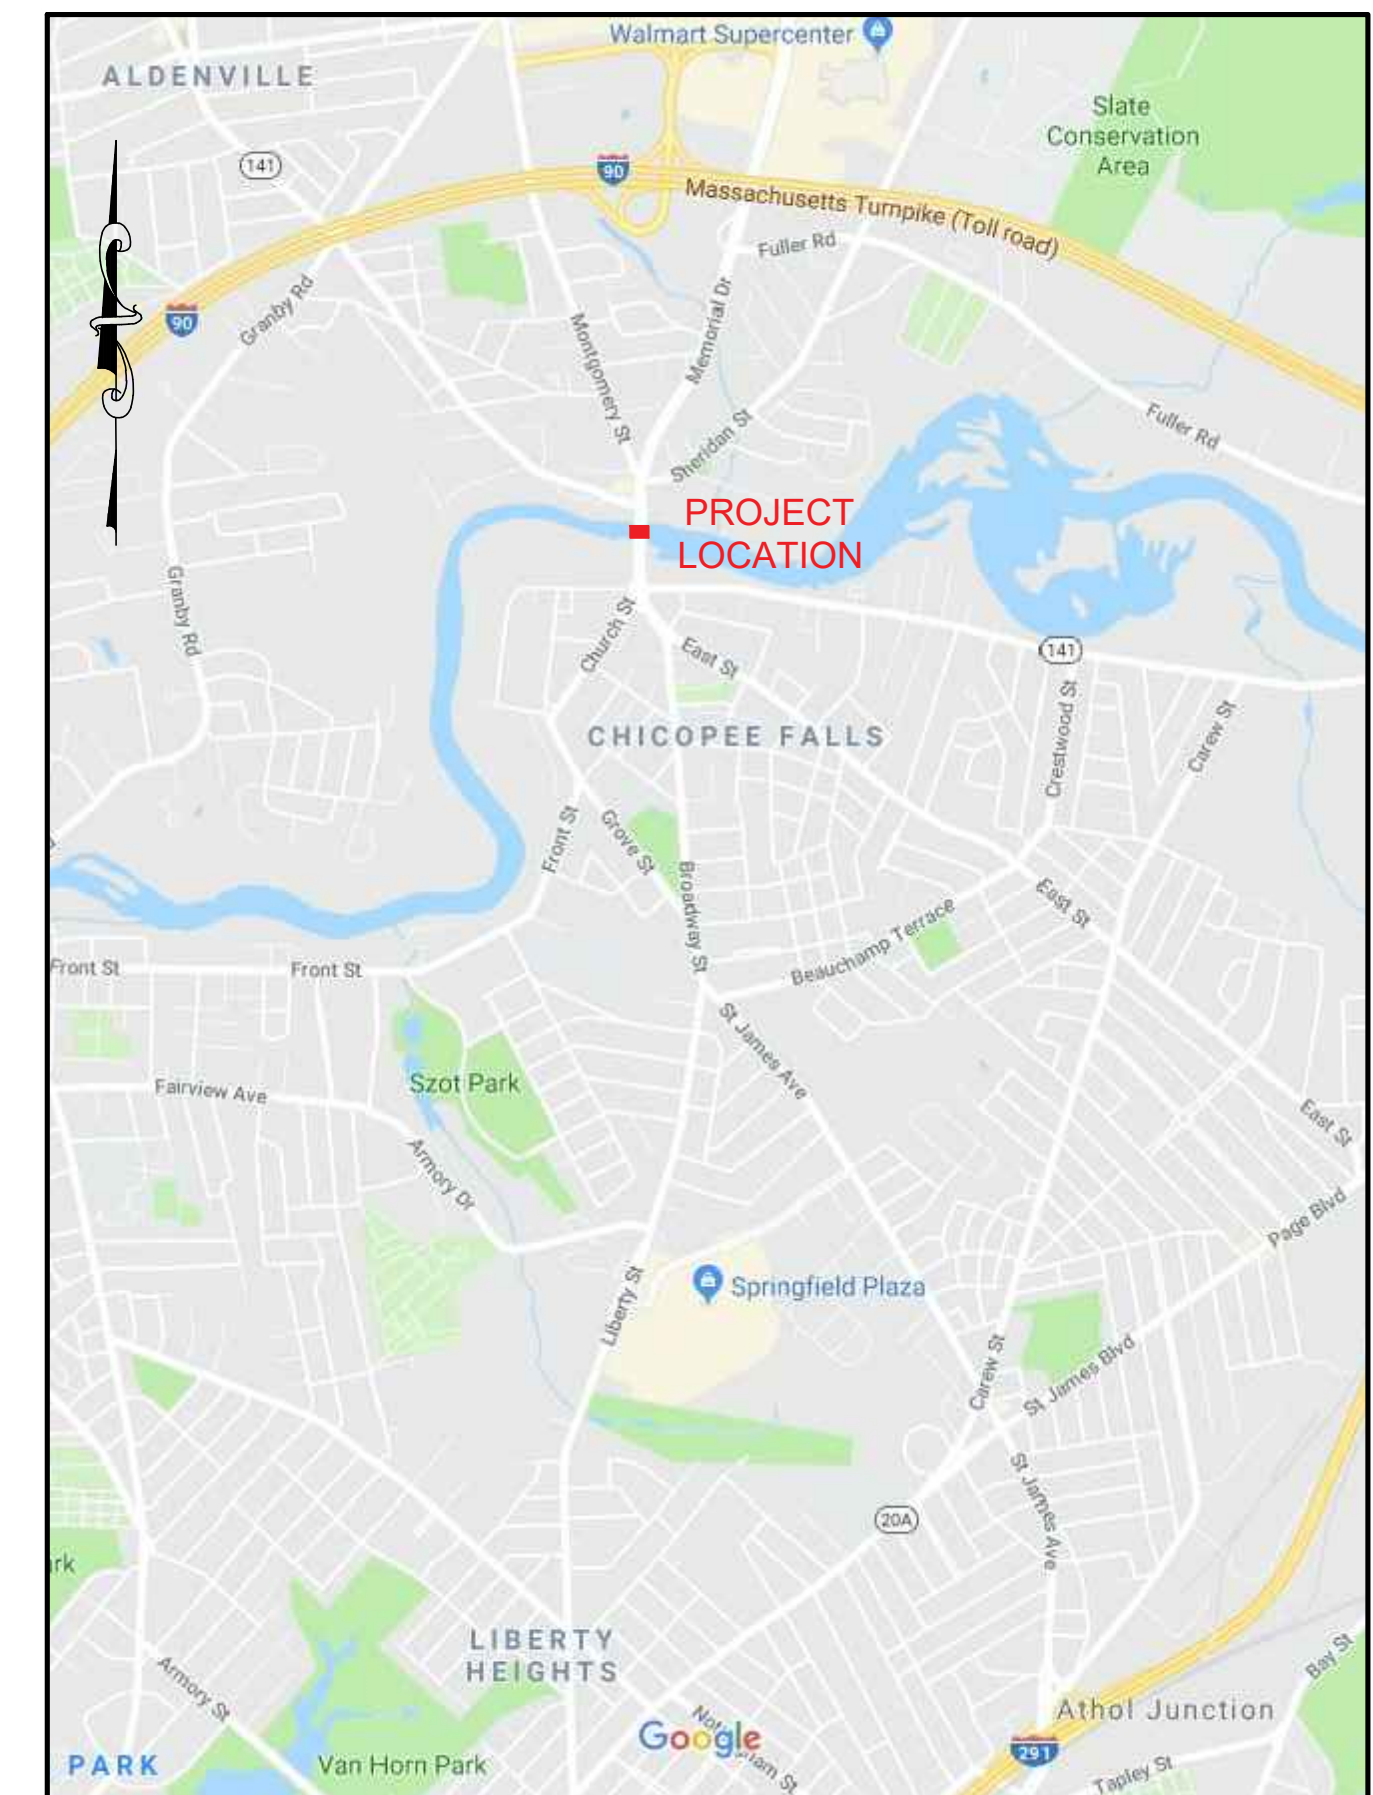 Walmart Supercenter
ALDENVILLE
Slate
Conservation
Area
141
90
Massachusetts Turnpike (Toll road)
Fuller Rd
Granby Rd
90
Memorial Dr
Montgomery St
Fuller Rd
Sheridan St
PROJECT
LOCATION
Granby Rd
Church St
East St
141
Crestwood St
Carew St
CHICOPEE FALLS
Front St
Grove St
Broadway St
East St
Beauchamp Terrace
Front St
Front St
St James Ave
Szot Park
Fairview Ave
East St
Armory Dr
Page Blvd
Springfield Plaza
Liberty St
Carew St
St James Blvd
St James Ave
20A
rk
LIBERTY
HEIGHTS
Bay St
Armory St
Athol Junction
Google
291
PARK
Van Horn Park
Tapley St